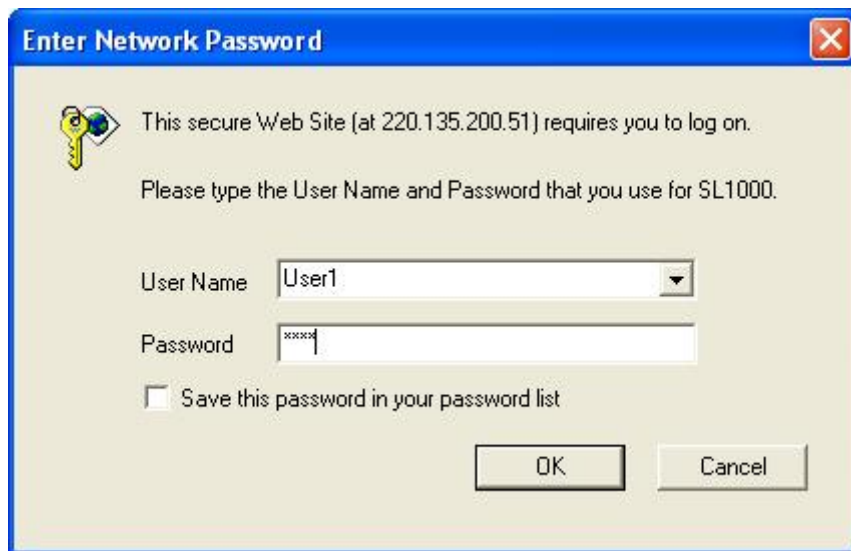 Enter Network Password
This secure Web Site (at 220.135.200.51) requires you to log on.
Please type the User Name and Password that you use for SL1000.
User Name User1
Password ****
Save this password in your password list
OK Cancel